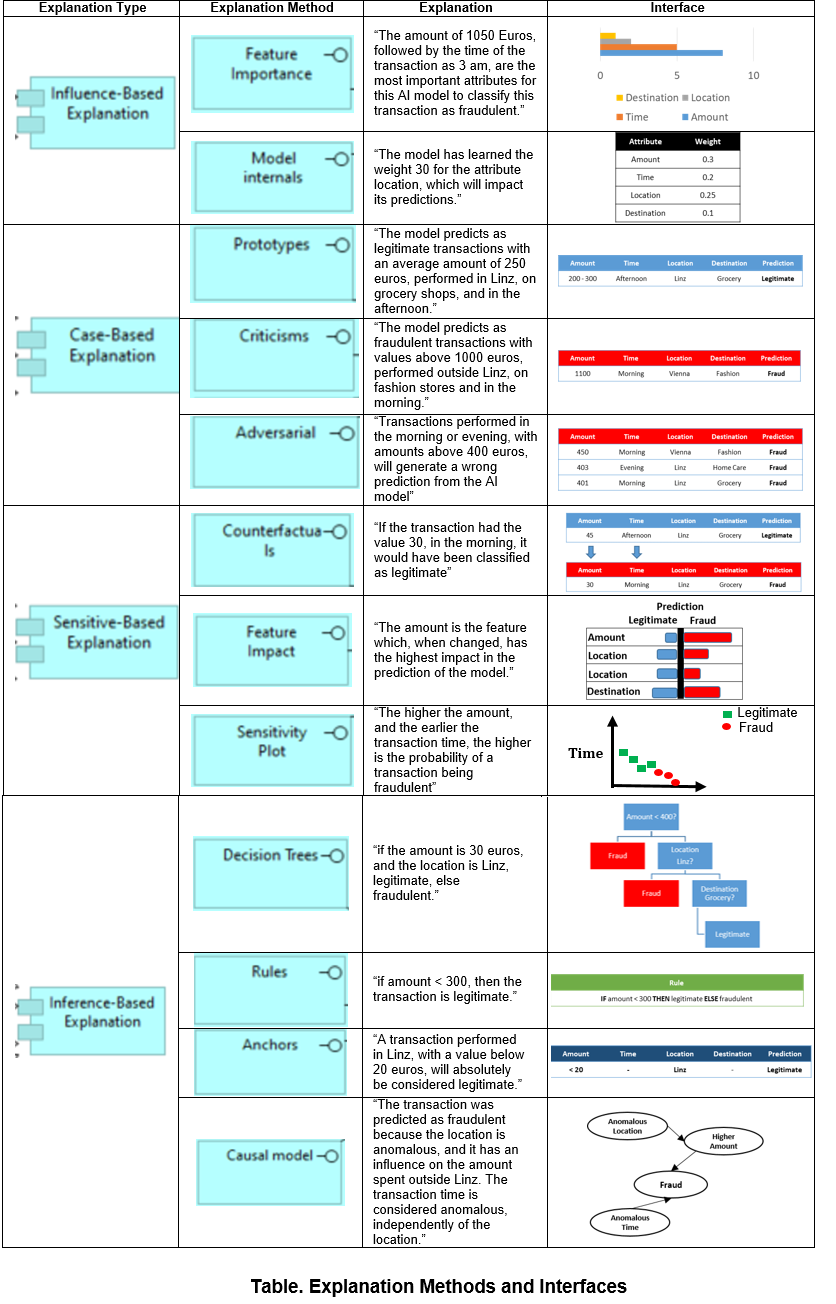 Explanation Type Explanation Method Explanation Interface
Influence-Based
Explanation
Feature
Importance
“The amount of 1050 Euros,
followed by the time of the
transaction as 3 am, are the
most important attributes for
this AI model to classify this
transaction as fraudulent.”
0 5 10
Destination Location
Time Amount
Model
internals
“The model has learned the
weight 30 for the attribute
location, which will impact
its predictions.”
Attribute Weight
Amount 0.3
Time 0.2
Location 0.25
Destination 0.1
Case-Based
Explanation
Prototypes
“The model predicts as
legitimate transactions with
an average amount of 250
euros, performed in Linz, on
grocery shops, and in the
afternoon.”
Amount Time Location Destination Prediction
200-300 Afternoon Linz Grocery Legitimate
Criticisms
“The model predicts as
fraudulent transactions with
values above 1000 euros,
performed outside Linz, on
fashion stores and in the
morning.”
Amount Time Location Destination Prediction
1100 Morning Vienna Fashion Fraud
Adversarial
“Transactions performed in
the morning or evening, with
amounts above 400 euros,
will generate a wrong
prediction from the AI
model”
Amount Time Location Destination Prediction
450 Morning Vienna Fashion Fraud
403 Evening Linz Home Care Fraud
401 Morning Linz Grocery Fraud
Sensitive-Based
Explanation
Counterfactua
ls
“If the transaction had the
value 30, in the morning, it
would have been classified
as legitimate”
Amount Time Location Destination Prediction
45 Afternoon Linz Grocery Legitimate
Amount Time Location Destination Prediction
30 Morning Linz Grocery Fraud
Feature
Impact
“The amount is the feature
which, when changed, has
the highest impact in the
prediction of the model.”
Prediction
Legitimate Fraud
Amount
Location
Location
Destination
Sensitivity
Plot
“The higher the amount,
and the earlier the
transaction time, the higher
is the probability of a
transaction being
fraudulent”
Legitimate
Fraud
Time
Inference-Based
Explanation
Decision Trees
“if the amount is 30 euros,
and the location is Linz,
legitimate, else
fraudulent.”
Amount < 400?
Fraud
Location
Linz?
Fraud
Destination
Grocery?
Legitimate
Rules
“if amount < 300, then the
transaction is legitimate.”
Rule
IF amount < 300 THEN legitimate ELSE fraudulent
Anchors
“A transaction performed
in Linz, with a value below
20 euros, will absolutely
be considered legitimate.”
Amount Time Location Destination Prediction
< 20 - Linz - Legitimate
Causal model
“The transaction was
predicted as fraudulent
because the location is
anomalous, and it has an
influence on the amount
spent outside Linz. The
transaction time is
considered anomalous,
independently of the
location.”
Anomalous
Location
Higher
Amount
Fraud
Anomalous
Time
Table. Explanation Methods and Interfaces